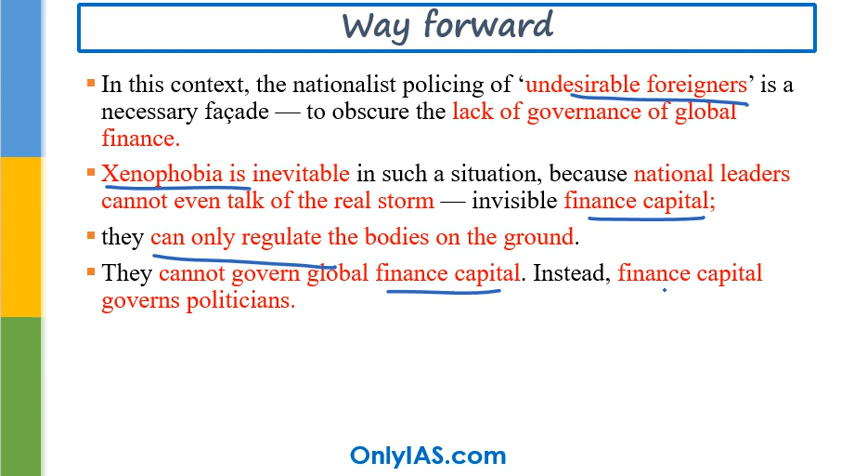 Way forward
In this context, the nationalist policing of ‘undesirable foreigners’ is a
necessary façade — to obscure the lack of governance of global
finance.
Xenophobia is inevitable in such a situation, because national leaders
cannot even talk of the real storm — invisible finance capital;
they can only regulate the bodies on the ground.
They cannot govern global finance capital. Instead, finance capital
governs politicians.
OnlyIAS.com